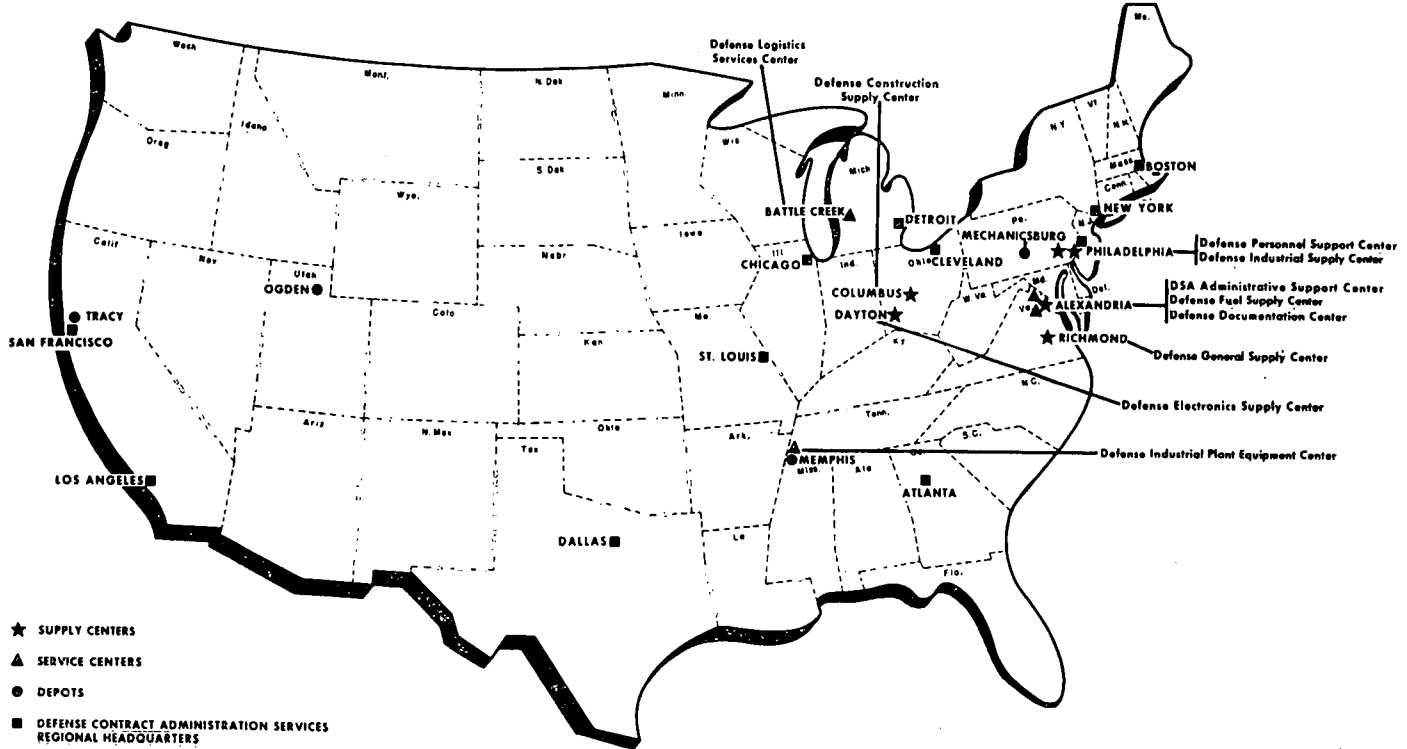 Me.
Wash
Mont.
N.Dak
Minn.
Defense Logistics
Services Center
Defense Construction
Supply Center
N.Y
Vt
N.H.
Idaho
Oreg
Wis
Mich
Mass.
BOSTON
Conn.
S.Dak
Wyo.
BATTLE CREEK
DETROIT
NEW YORK
Pa.
MECHANICSBURG
PHILADELPHIA
Defense Personnel Support Center
Defense Industrial Supply Center
Calif
Nev
Utah
OGDEN
Nebr
Iowa
Ill
CHICAGO
Ind.
Ohio
CLEVELAND
COLUMBUS
DAYTON
W.Va.
Md.
Del.
Va
ALEXANDRIA
DSA Administrative Support Center
Defense Fuel Supply Center
Defense Documentation Center
TRACY
SAN FRANCISCO
Colo
Kan
Mo.
ST. LOUIS
Ky
RICHMOND
Defense General Supply Center
N.C.
Defense Electronics Supply Center
Ariz
N.Mex
Okla
Tex
Ark.
Tenn.
S.C.
MEMPHIS
Defense Industrial Plant Equipment Center
Miss.
Ala
ATLANTA
LOS ANGELES
DALLAS
La
Fla.
SUPPLY CENTERS
SERVICE CENTERS
DEPOTS
DEFENSE CONTRACT ADMINISTRATION SERVICES
REGIONAL HEADQUARTERS